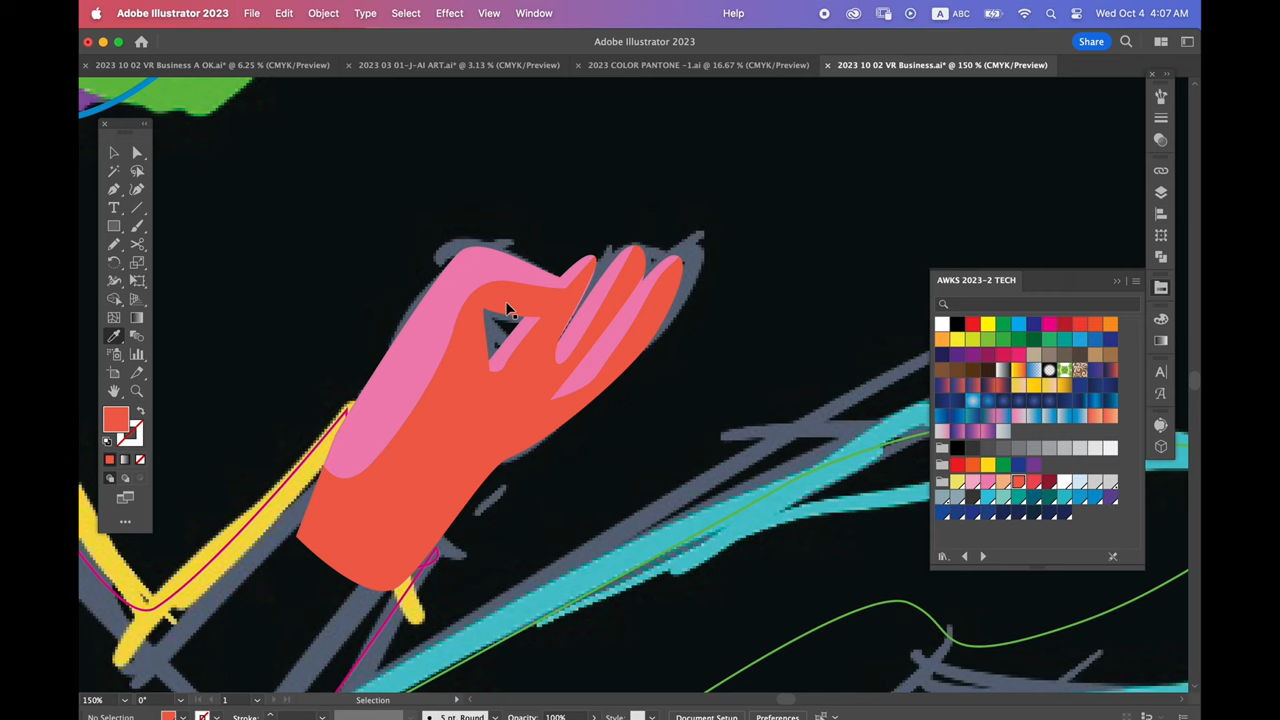 Adobe Illustrator 2023 File Edit Object Type Select Effect View Window Help A ABC Wed Oct 4 4:07 AM
Adobe Illustrator 2023 Share
× 2023 10 02 VR Business A OK.ai* @ 6.25 % (CMYK/Preview) × 2023 03 01-J-AI ART.ai* @ 3.13 % (CMYK/Preview) × 2023 COLOR PANTONE -1.ai @ 16.67 % (CMYK/Preview) × 2023 10 02 VR Business.ai* @ 150 % (CMYK/Preview)
AWKS 2023-2 TECH
150% 0° 1 Selection
No Selection Stroke: 5 pt. Round Opacity: 100% Style: Document Setup Preferences